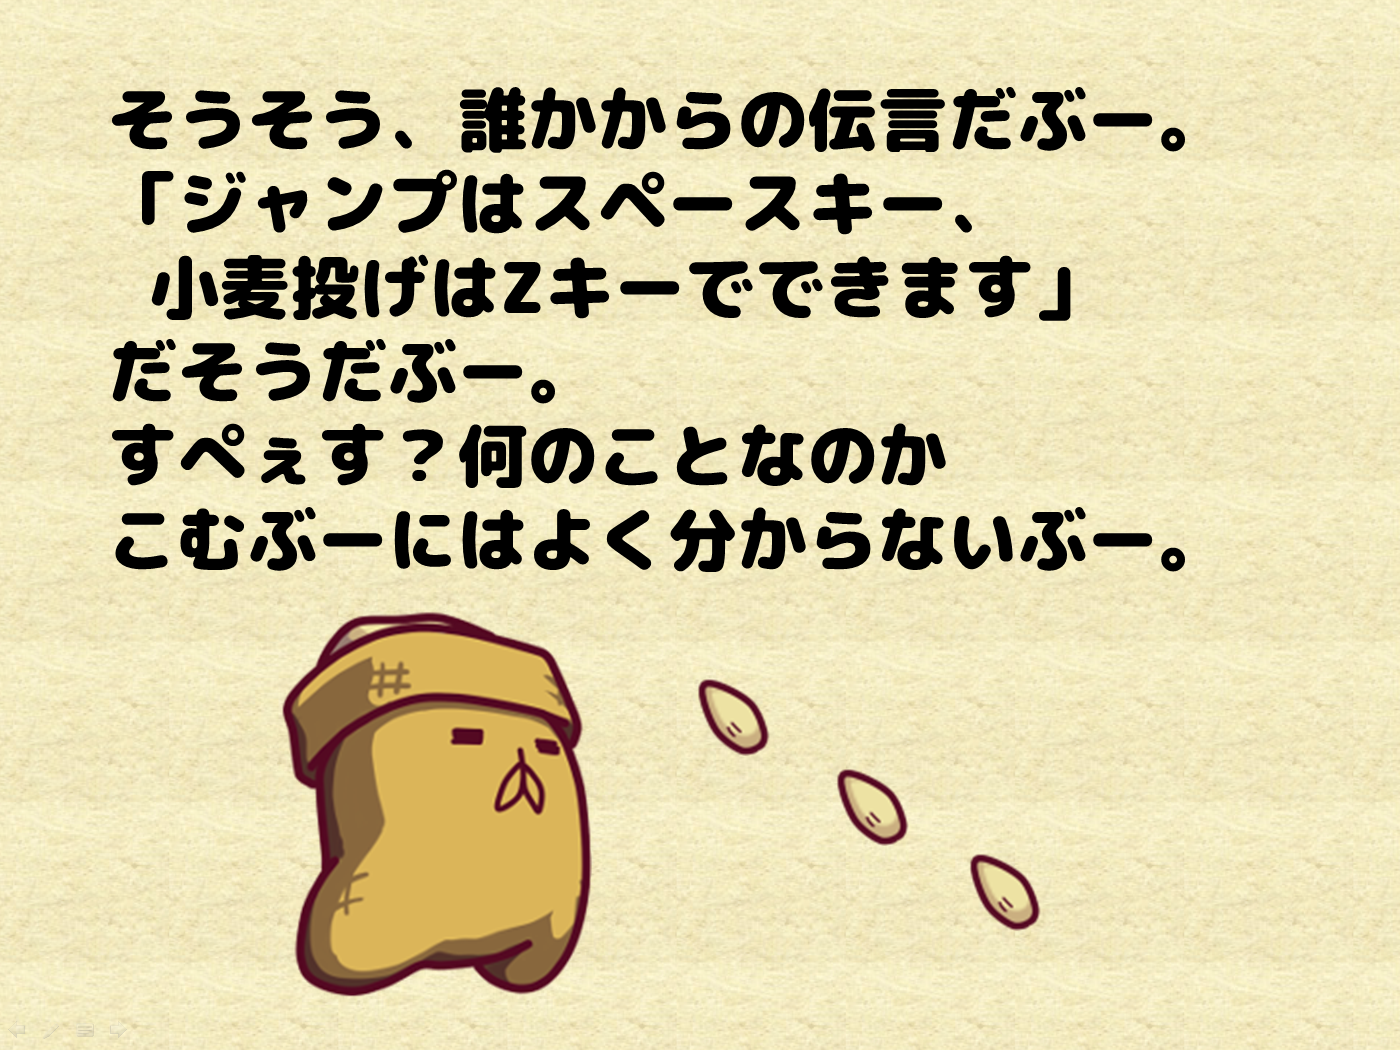 そうそう、誰かからの伝言だぶー。
「ジャンプはスペースキー、
小麦投げはZキーでできます」
だそうだぶー。
すぺぇす？何のことなのか
こむぶーにはよく分からないぶー。